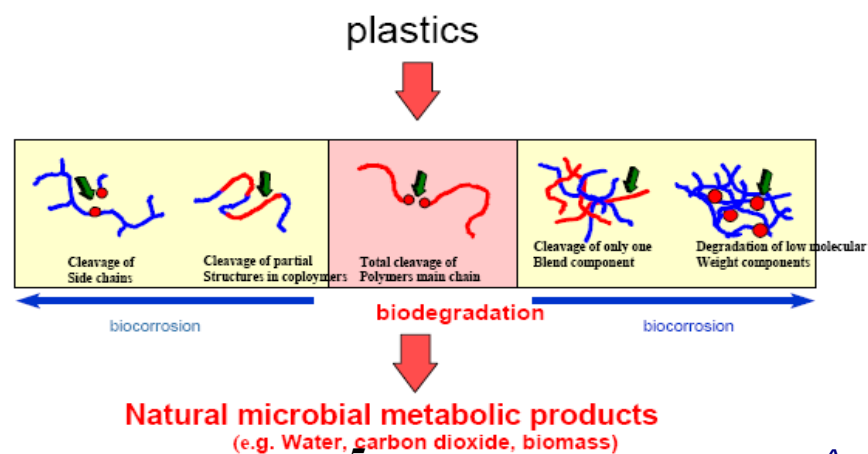 plastics
Cleavage of
Side chains
Cleavage of partial
Structures in coploymers
Total cleavage of
Polymers main chain
Cleavage of only one
Blend component
Degradation of low molecular
Weight components
biocorrosion
biodegradation
biocorrosion
Natural microbial metabolic products
(e.g. Water, carbon dioxide, biomass)